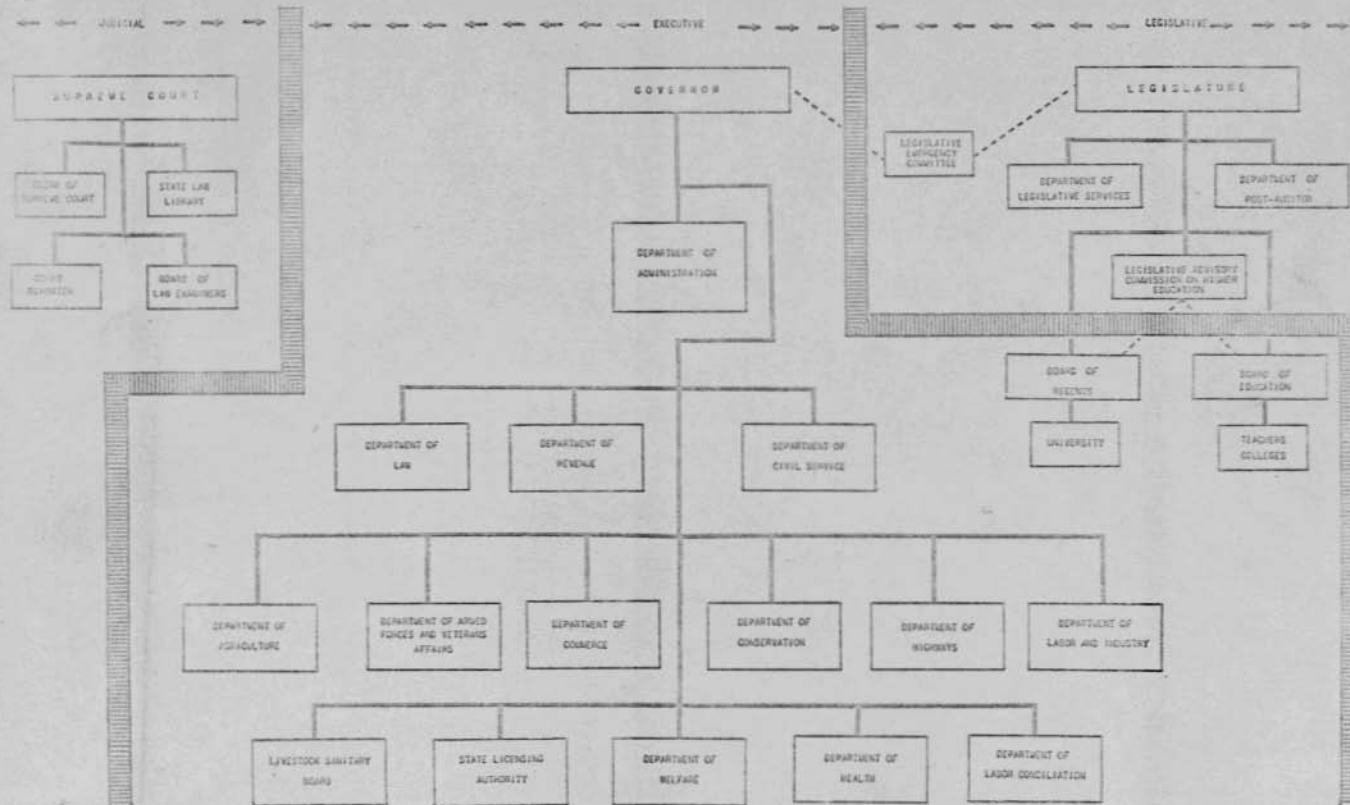 JUDICIAL
EXECUTIVE
LEGISLATIVE
SUPREME COURT
GOVERNOR
LEGISLATURE
LEGISLATIVE
EMERGENCY
COMMITTEE
CLERK OF
SUPREME COURT
STATE LAW
LIBRARY
DEPARTMENT OF
LEGISLATIVE SERVICES
DEPARTMENT OF
POST-AUDITOR
COURT
REPORTER
BOARD OF
LAW EXAMINERS
DEPARTMENT OF
ADMINISTRATION
LEGISLATIVE ADVISORY
COMMISSION ON HIGHER
EDUCATION
BOARD OF
REGENTS
BOARD OF
EDUCATION
DEPARTMENT OF
LAW
DEPARTMENT OF
REVENUE
DEPARTMENT OF
CIVIL SERVICE
UNIVERSITY
TEACHERS
COLLEGES
DEPARTMENT OF
AGRICULTURE
DEPARTMENT OF ARMED
FORCES AND VETERANS
AFFAIRS
DEPARTMENT OF
COMMERCE
DEPARTMENT OF
CONSERVATION
DEPARTMENT OF
HIGHWAYS
DEPARTMENT OF
LABOR AND INDUSTRY
LIVESTOCK SANITARY
BOARD
STATE LICENSING
AUTHORITY
DEPARTMENT OF
WELFARE
DEPARTMENT OF
HEALTH
DEPARTMENT OF
LABOR CONCILIATION